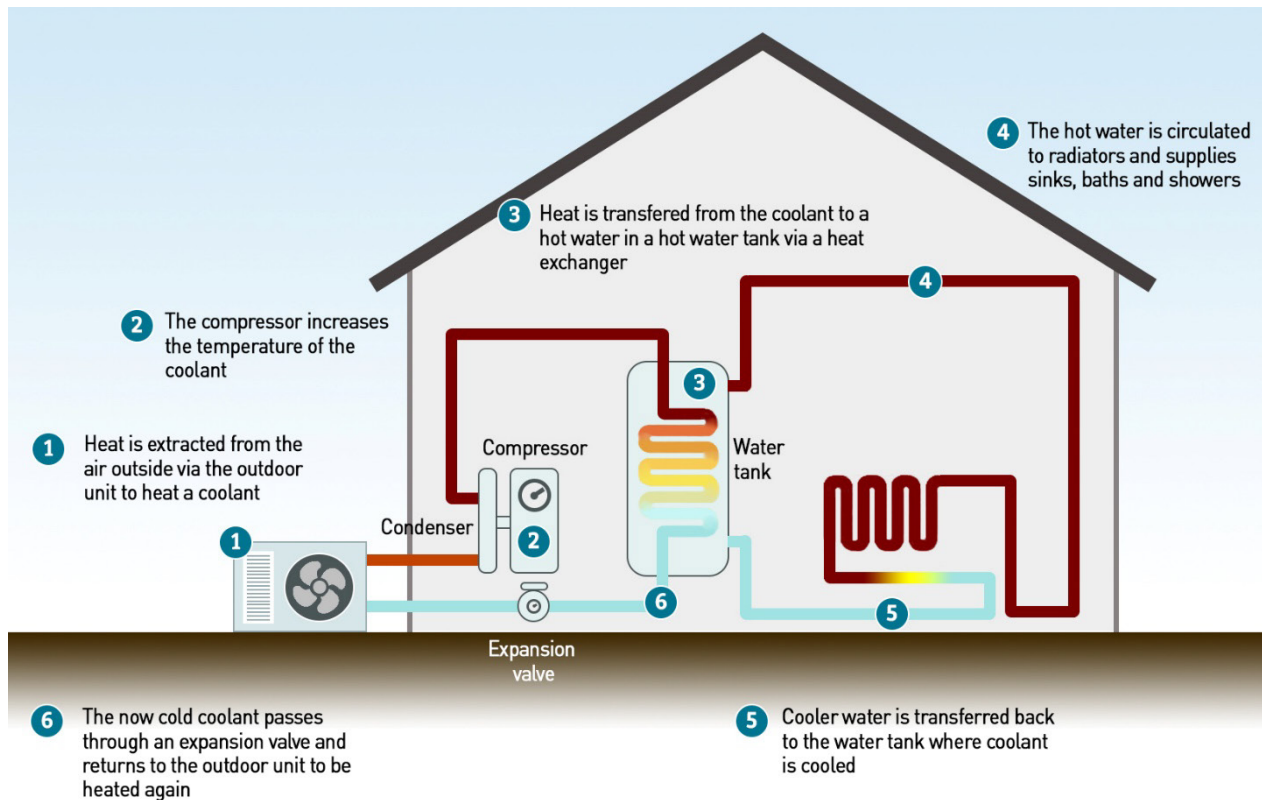 4
The hot water is circulated
to radiators and supplies
sinks, baths and showers
3
Heat is transfered from the coolant to a
hot water in a hot water tank via a heat
exchanger
4
2
The compressor increases
the temperature of the
coolant
3
1
Heat is extracted from the
air outside via the outdoor
unit to heat a coolant
Compressor
Water
tank
Condenser
1
2
6
5
Expansion
valve
6
The now cold coolant passes
through an expansion valve and
returns to the outdoor unit to be
heated again
5
Cooler water is transferred back
to the water tank where coolant
is cooled